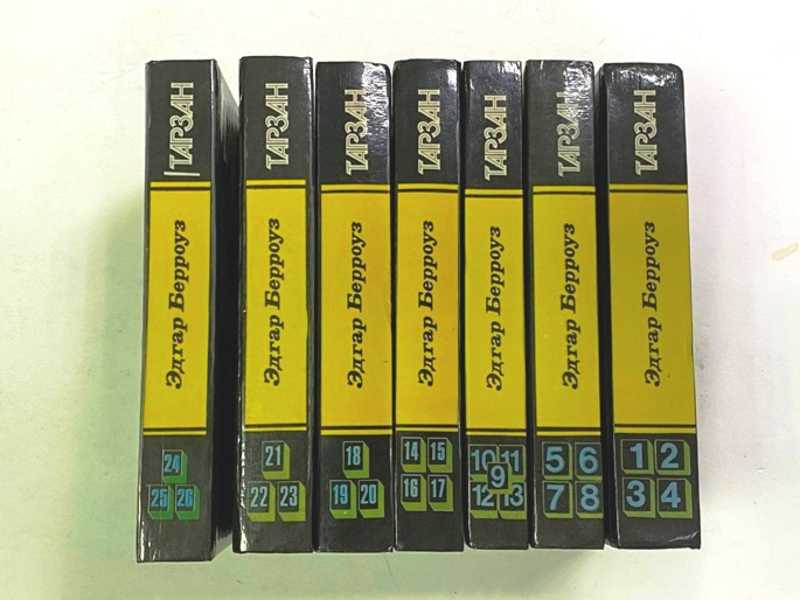 ТАРЗАН
Эдгар Берроуз
24
25 26
ТАРЗАН
Эдгар Берроуз
21
22 23
ТАРЗАН
Эдгар Берроуз
18
19 20
ТАРЗАН
Эдгар Берроуз
14 15
16 17
ТАРЗАН
Эдгар Берроуз
10 11
9
12 13
ТАРЗАН
Эдгар Берроуз
5 6
7 8
ТАРЗАН
Эдгар Берроуз
1 2
3 4